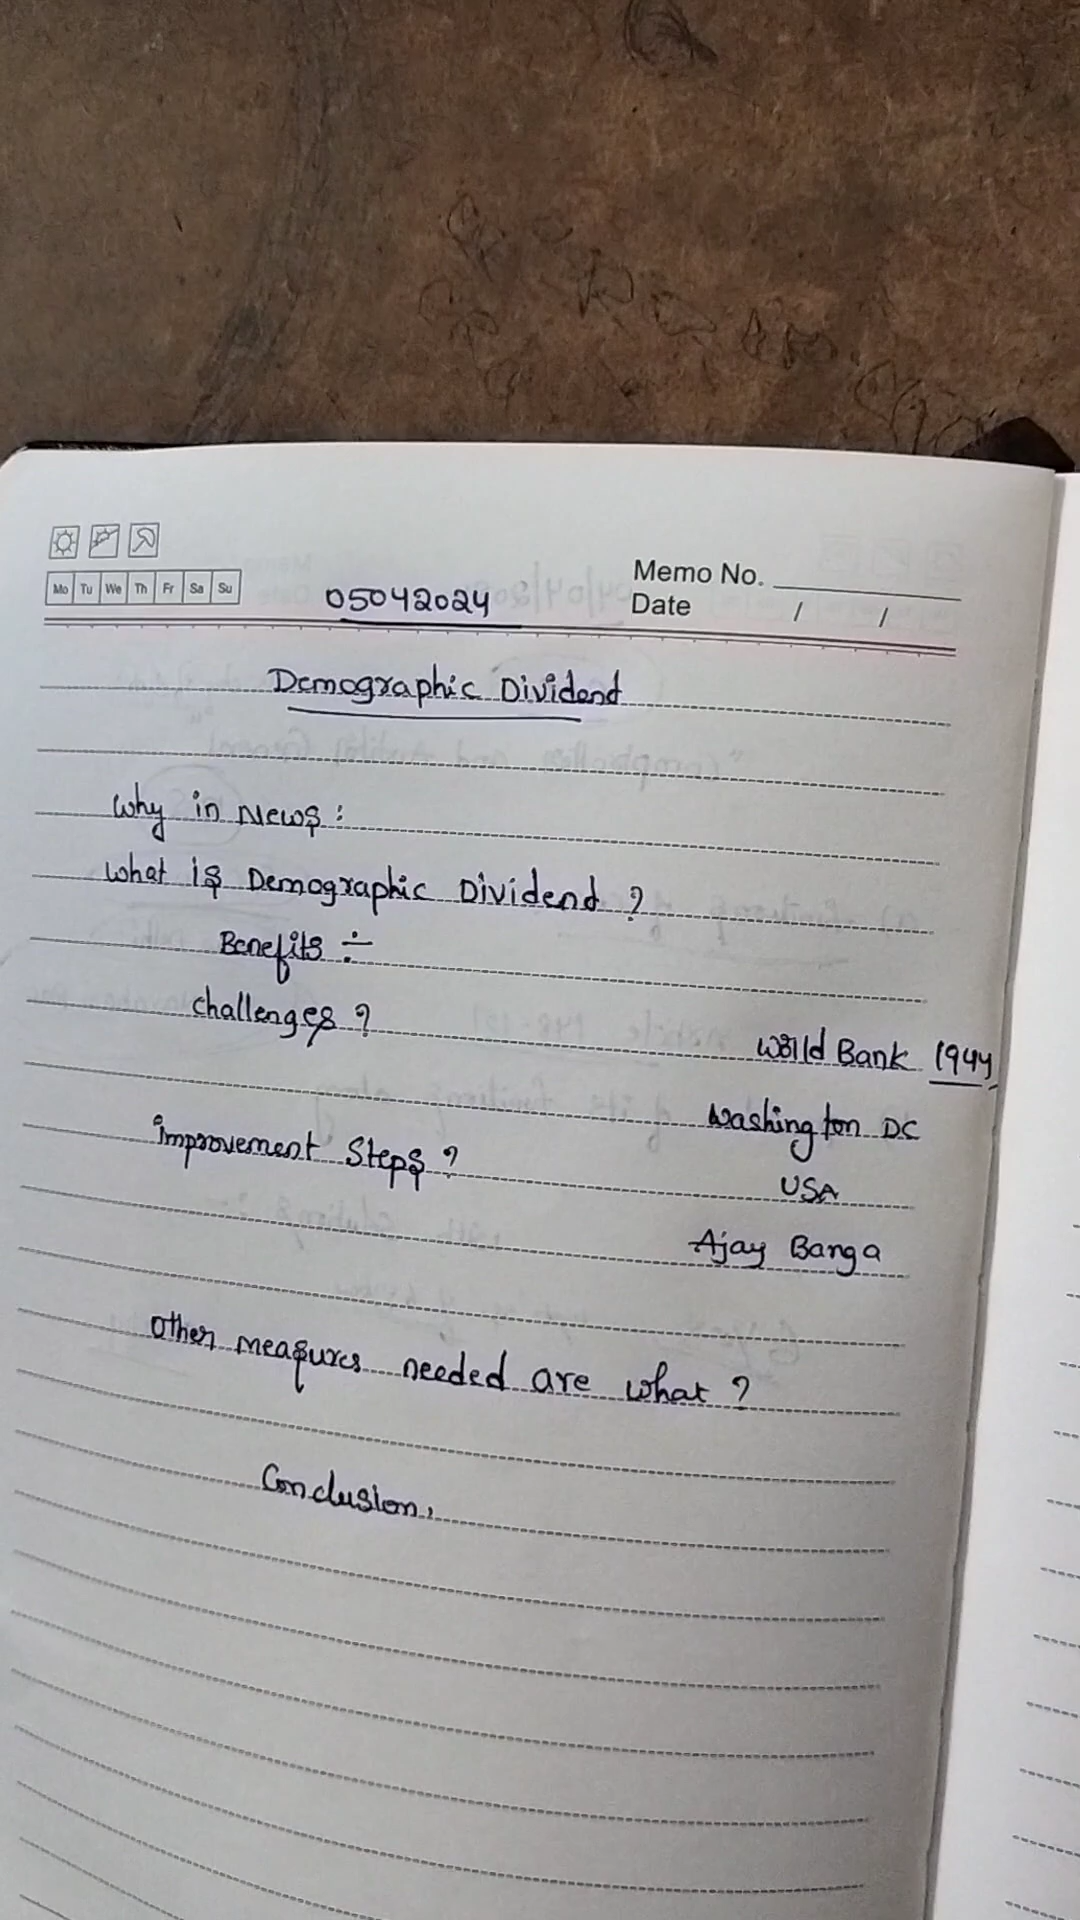 Mo Tu We Th Fr Sa Su
Memo No.
05042024
Date / /
Demographic Dividend
Why in News :
What is Demographic Dividend ?
Benefits ÷
Challenges ?
World Bank 1944
Washington DC
improvement Steps ?
USA
Ajay Banga
Other measures needed are what ?
Conclusion,